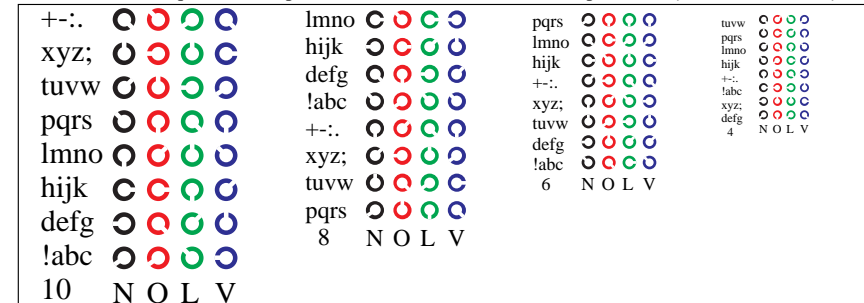 +-:.
xyz;
tuvw
pqrs
lmno
hijk
defg
!abc
10 N O L V
lmno
hijk
defg
!abc
+-:.
xyz;
tuvw
pqrs
8 N O L V
pqrs
lmno
hijk
+-:.
xyz;
tuvw
defg
!abc
6 N O L V
tuvw
pqrs
lmno
hijk
+-:.
!abc
xyz;
defg
4 N O L V